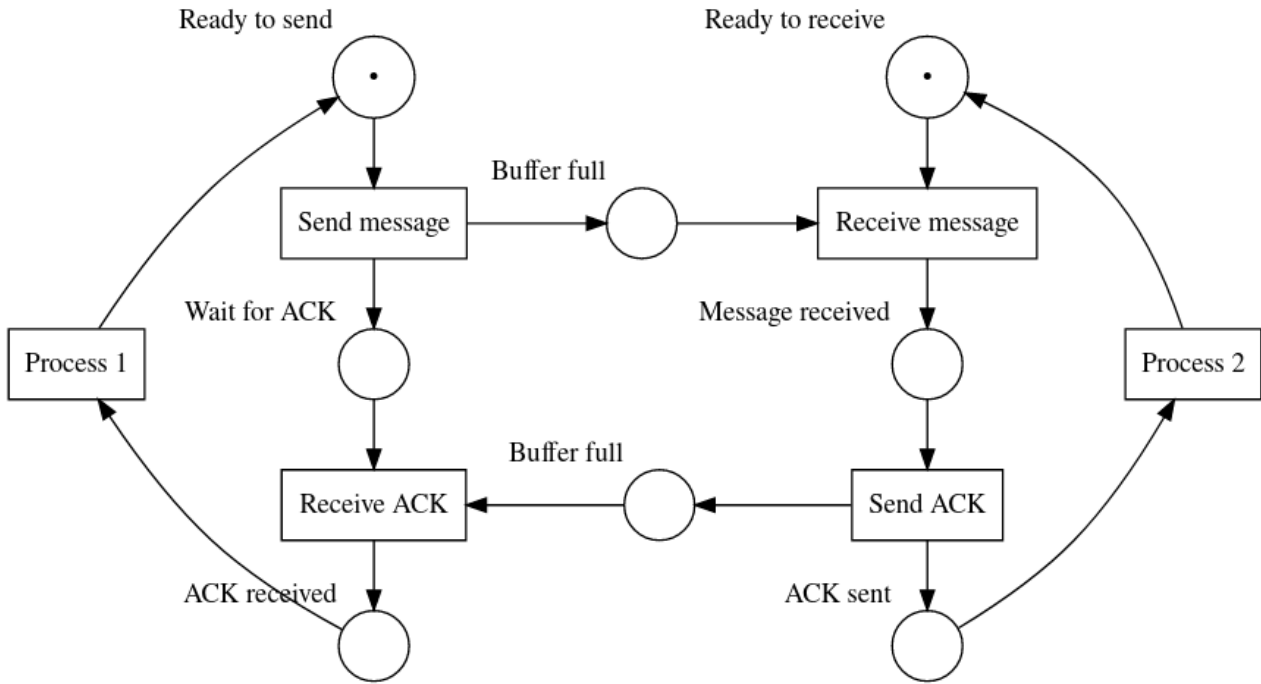 Ready to send
Ready to receive
Buffer full
Send message
Receive message
Wait for ACK
Message received
Process 1
Process 2
Buffer full
Receive ACK
Send ACK
ACK received
ACK sent